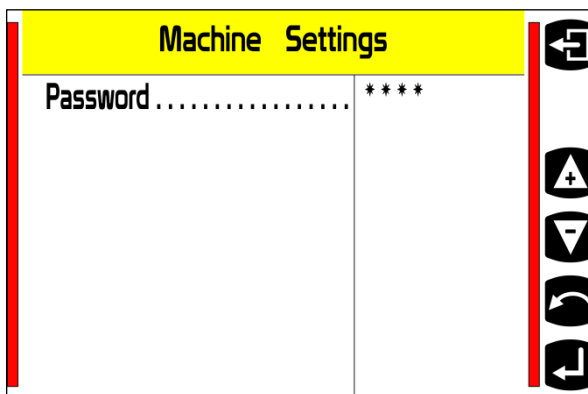 Machine Settings
Password ................. ****
+
-